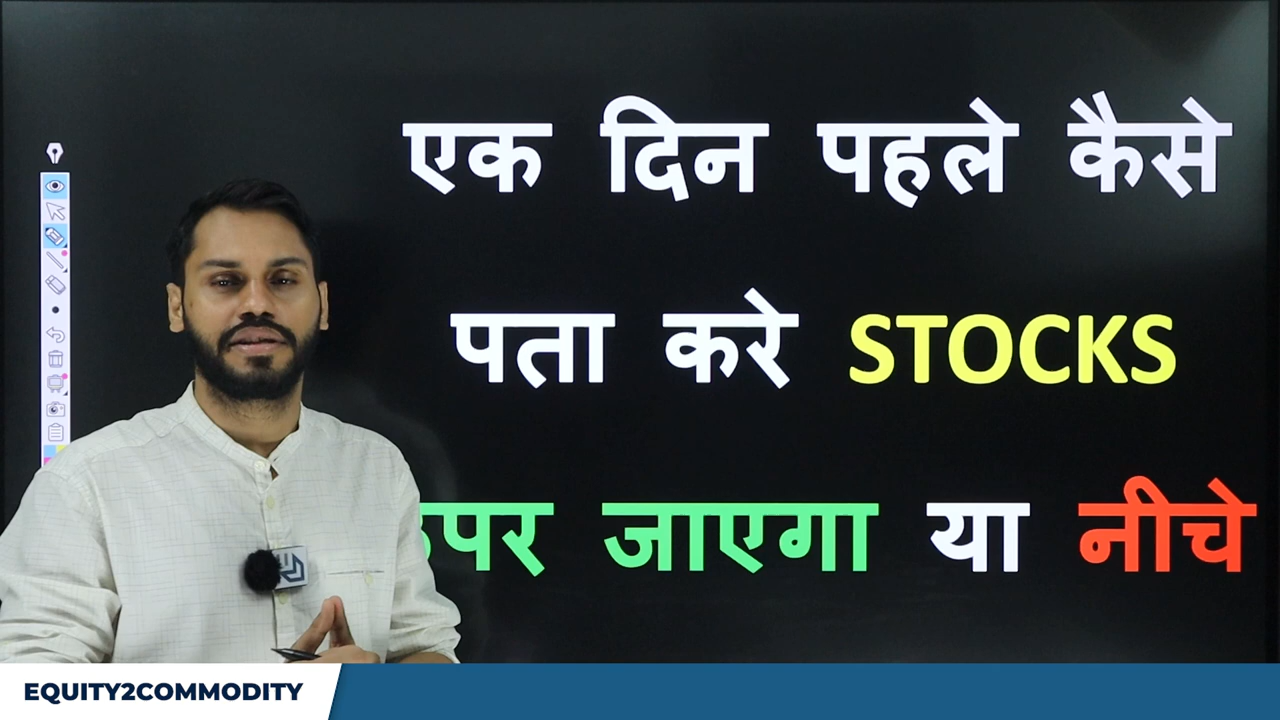 एक दिन पहले कैसे
पता करे STOCKS
जाएगा या नीचे
EQUITY2COMMODITY